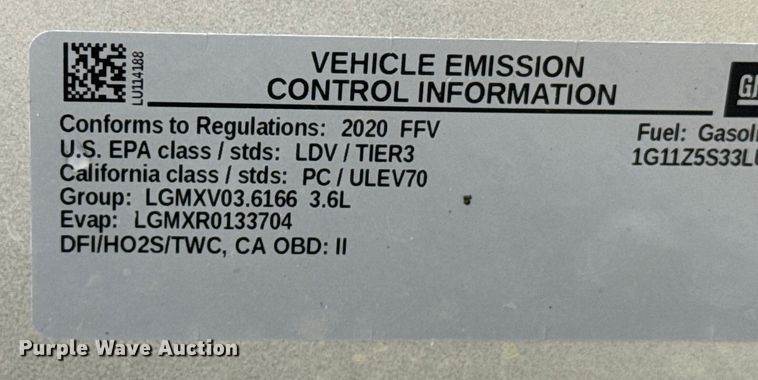 VEHICLE EMISSION
CONTROL INFORMATION
LU114188
Conforms to Regulations: 2020 FFV
U.S. EPA class / stds: LDV / TIER3
California class / stds: PC / ULEV70
Group: LGMXV03.6166 3.6L
Evap: LGMXR0133704
DFI/HO2S/TWC, CA OBD: II
Fuel:
Purple Wave Auction